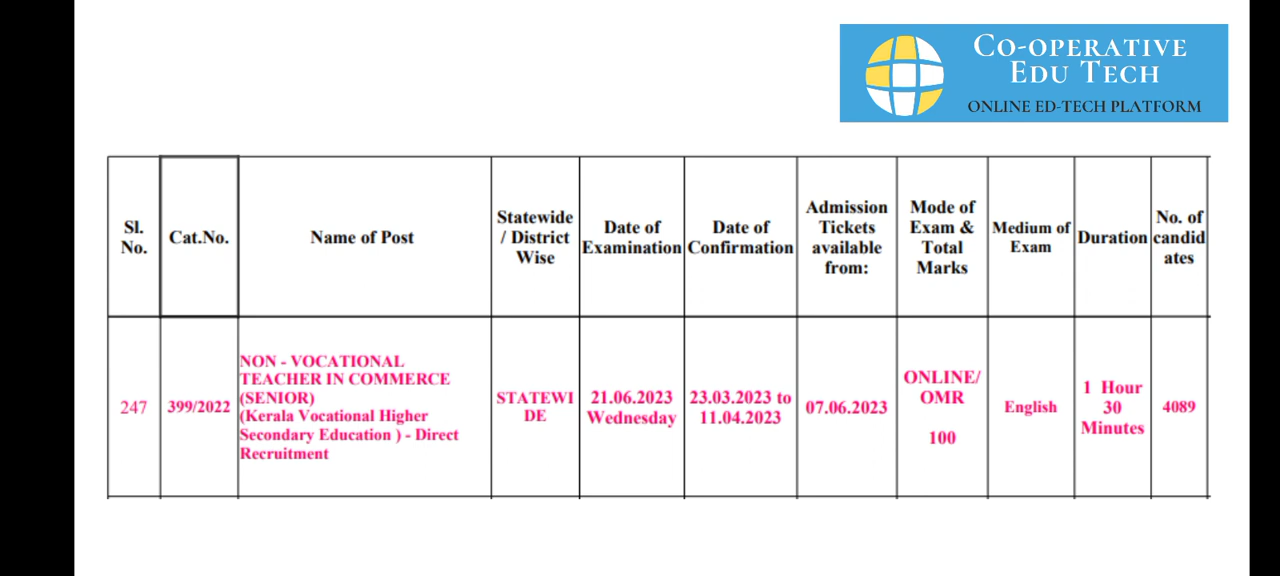 CO-OPERATIVE
EDU TECH
ONLINE ED-TECH PLATFORM
Sl.
No.
Cat.No.
Name of Post
Statewide
/ District
Wise
Date of
Examination
Date of
Confirmation
Admission
Tickets
available
from:
Mode of
Exam &
Total
Marks
Medium of
Exam
Duration
No. of
candid
ates
247
399/2022
NON - VOCATIONAL
TEACHER IN COMMERCE
(SENIOR)
(Kerala Vocational Higher
Secondary Education ) - Direct
Recruitment
STATEWI
DE
21.06.2023
Wednesday
23.03.2023 to
11.04.2023
07.06.2023
ONLINE/
OMR
100
English
1 Hour
30
Minutes
4089